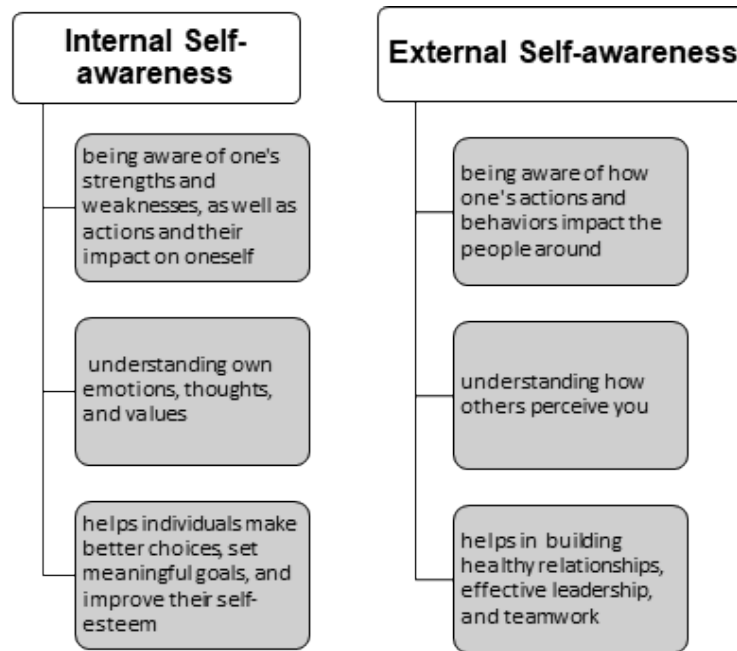 Internal Self-
awareness
being aware of one's
strengths and
weaknesses, as well as
actions and their
impact on oneself
understanding own
emotions, thoughts,
and values
helps individuals make
better choices, set
meaningful goals, and
improve their self-
esteem
External Self-awareness
being aware of how
one's actions and
behaviors impact the
people around
understanding how
others perceive you
helps in building
healthy relationships,
effective leadership,
and teamwork